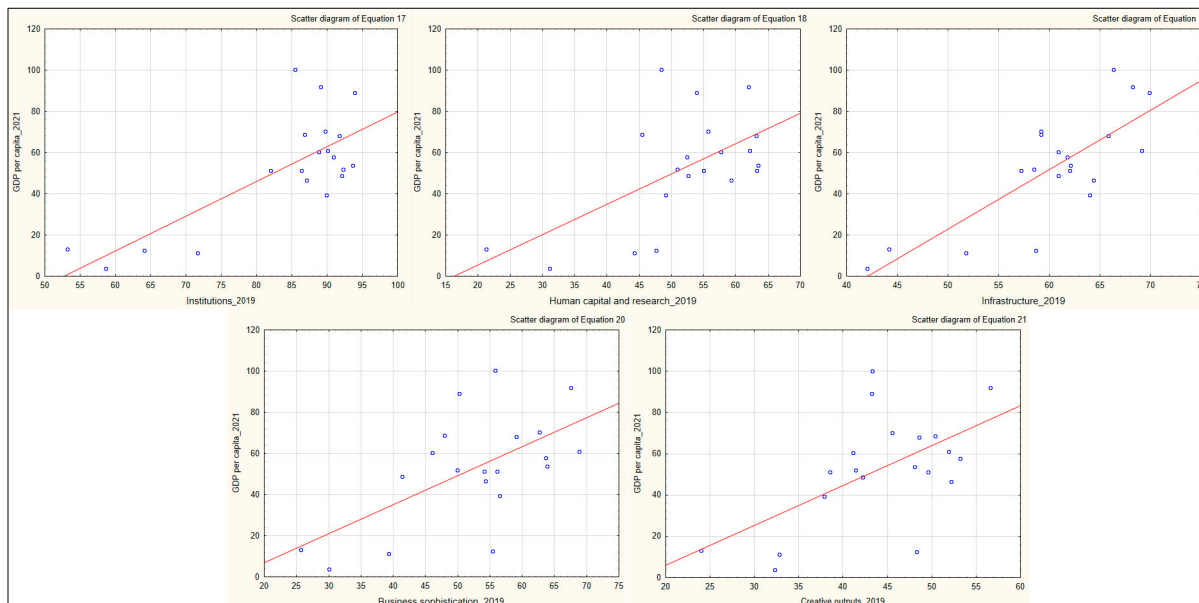 Scatter diagram of Equation 17
120
100
80
60
40
20
0
GDP per capita_2021
50 55 60 65 70 75 80 85 90 95 100
Institutions_2019
Scatter diagram of Equation 18
120
100
80
60
40
20
0
GDP per capita_2021
15 20 25 30 35 40 45 50 55 60 65 70
Human capital and research_2019
Scatter diagram of Equation
120
100
80
60
40
20
0
GDP per capita_2021
40 45 50 55 60 65 70
Infrastructure_2019
Scatter diagram of Equation 20
120
100
80
60
40
20
0
GDP per capita_2021
20 25 30 35 40 45 50 55 60 65 70 75
Business sophistication_2019
Scatter diagram of Equation 21
120
100
80
60
40
20
0
GDP per capita_2021
20 25 30 35 40 45 50 55 60
Creative outputs_2019